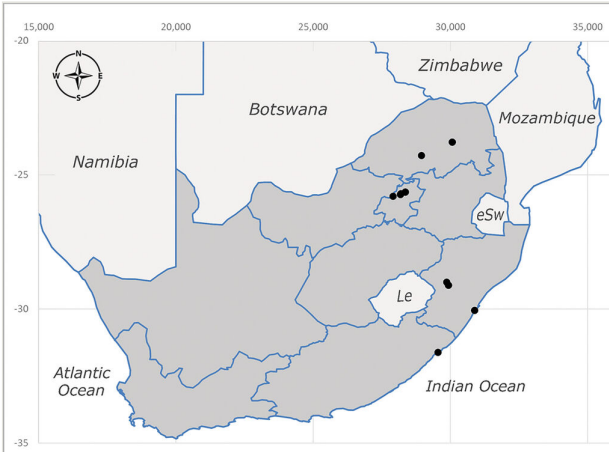 15,000 20,000 25,000 30,000 35,000
-20
N
W E
S
Zimbabwe
Botswana
Mozambique
Namibia
-25
eSw
Le
-30
Atlantic
Ocean
Indian Ocean
-35